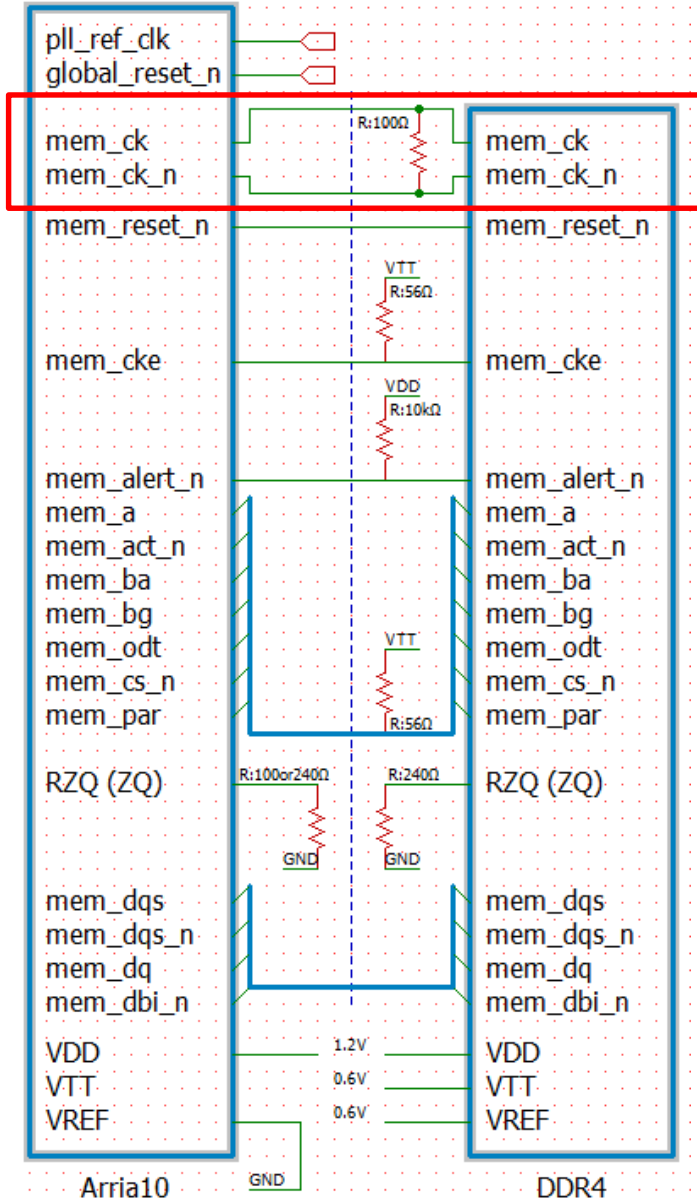 pll_ref_clk
global_reset_n
R:100Ω
mem_ck mem_ck
mem_ck_n mem_ck_n
mem_reset_n mem_reset_n
VTT
R:56Ω
mem_cke mem_cke
VDD
R:10kΩ
mem_alert_n mem_alert_n
mem_a mem_a
mem_act_n mem_act_n
mem_ba mem_ba
mem_bg mem_bg
VTT
mem_odt mem_odt
mem_cs_n mem_cs_n
mem_par mem_par
R:56Ω
R:100or240Ω R:240Ω
RZQ (ZQ) RZQ (ZQ)
GND GND
mem_dqs mem_dqs
mem_dqs_n mem_dqs_n
mem_dq mem_dq
mem_dbi_n mem_dbi_n
VDD 1.2V VDD
VTT 0.6V VTT
VREF 0.6V VREF
GND
Arria10 DDR4